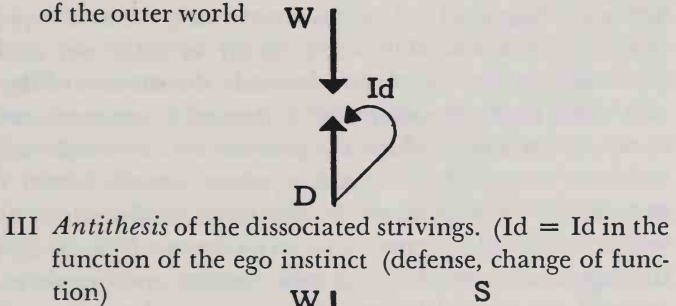 of the outer world
W
Id
D
III Antithesis of the dissociated strivings. (Id = Id in the
function of the ego instinct (defense, change of func-
tion)
W
S